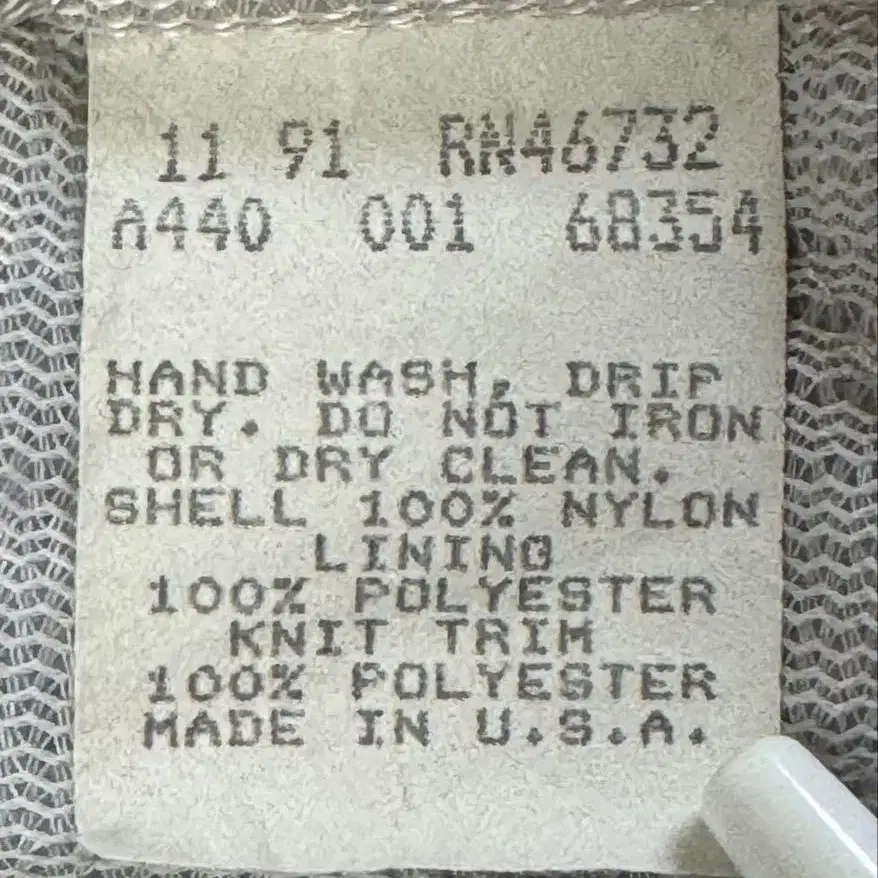 11 91 RN46732
A440 001 68354
HAND WASH, DRIP
DRY. DO NOT IRON
OR DRY CLEAN.
SHELL 100% NYLON
LINING
100% POLYESTER
KNIT TRIM
100% POLYESTER
MADE IN U.S.A.